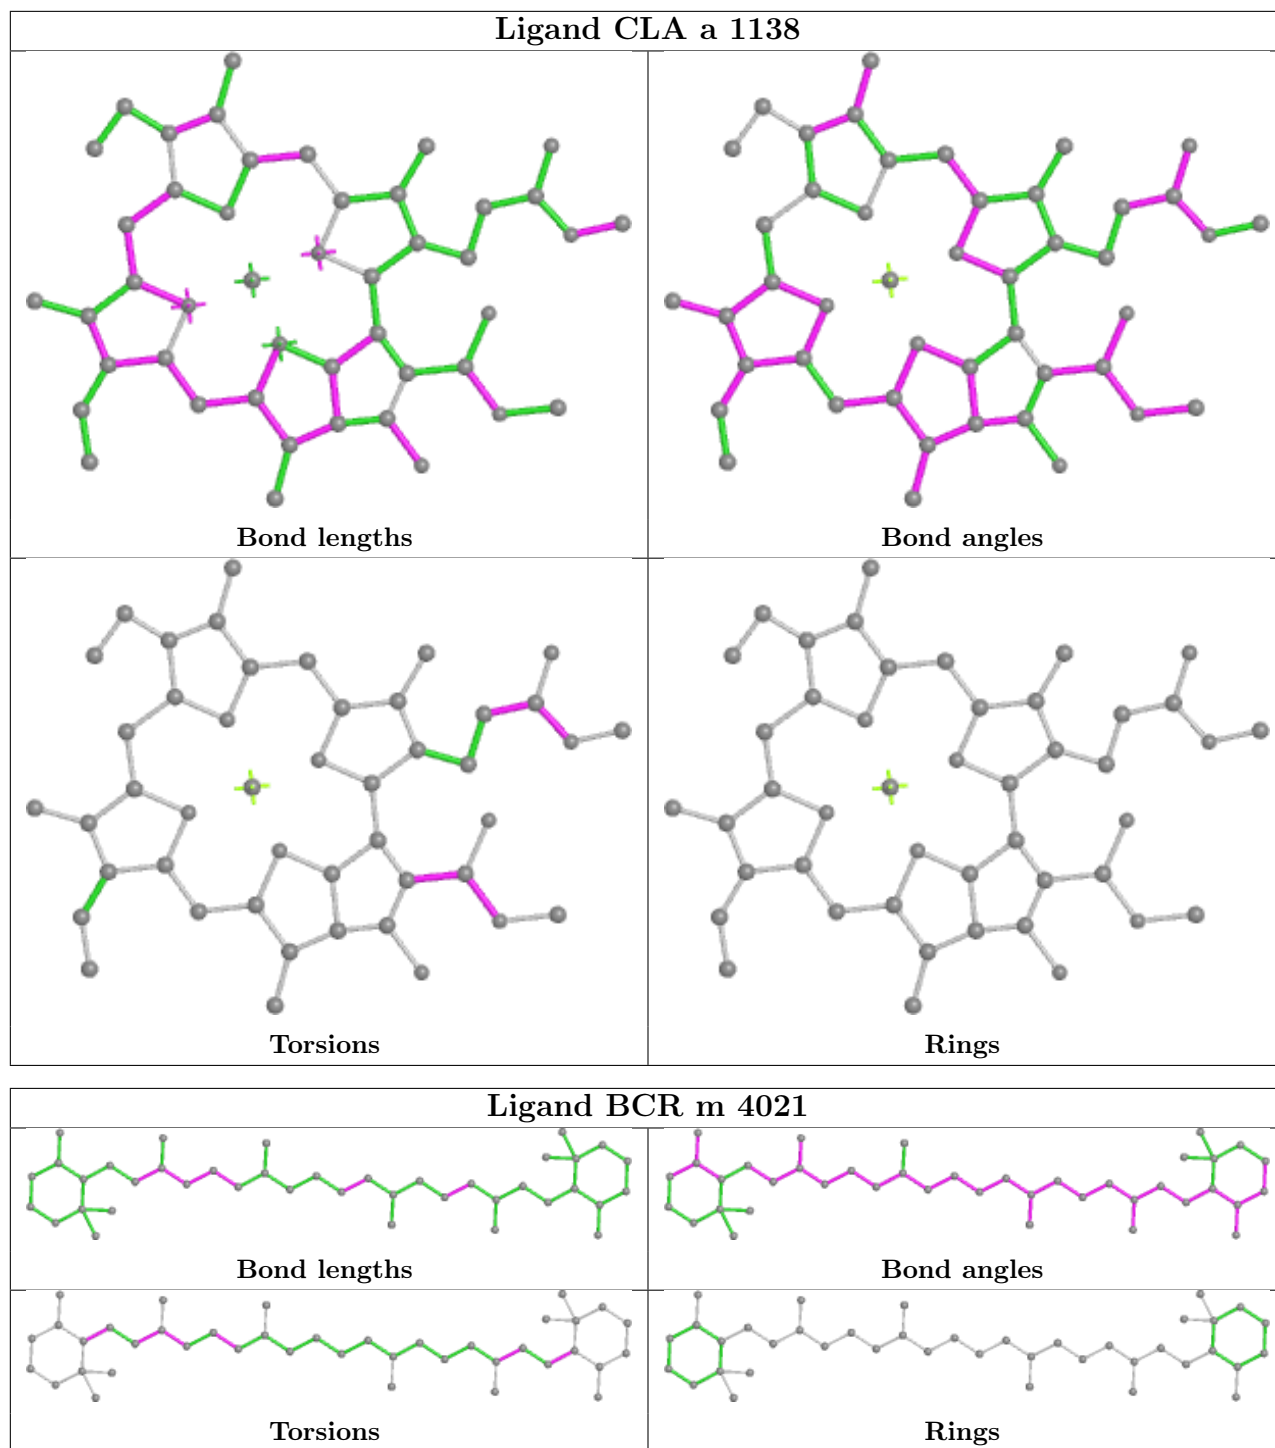 Ligand CLA a 1138
Bond lengths
Bond angles
Torsions
Rings
Ligand BCR m 4021
Bond lengths
Bond angles
Torsions
Rings